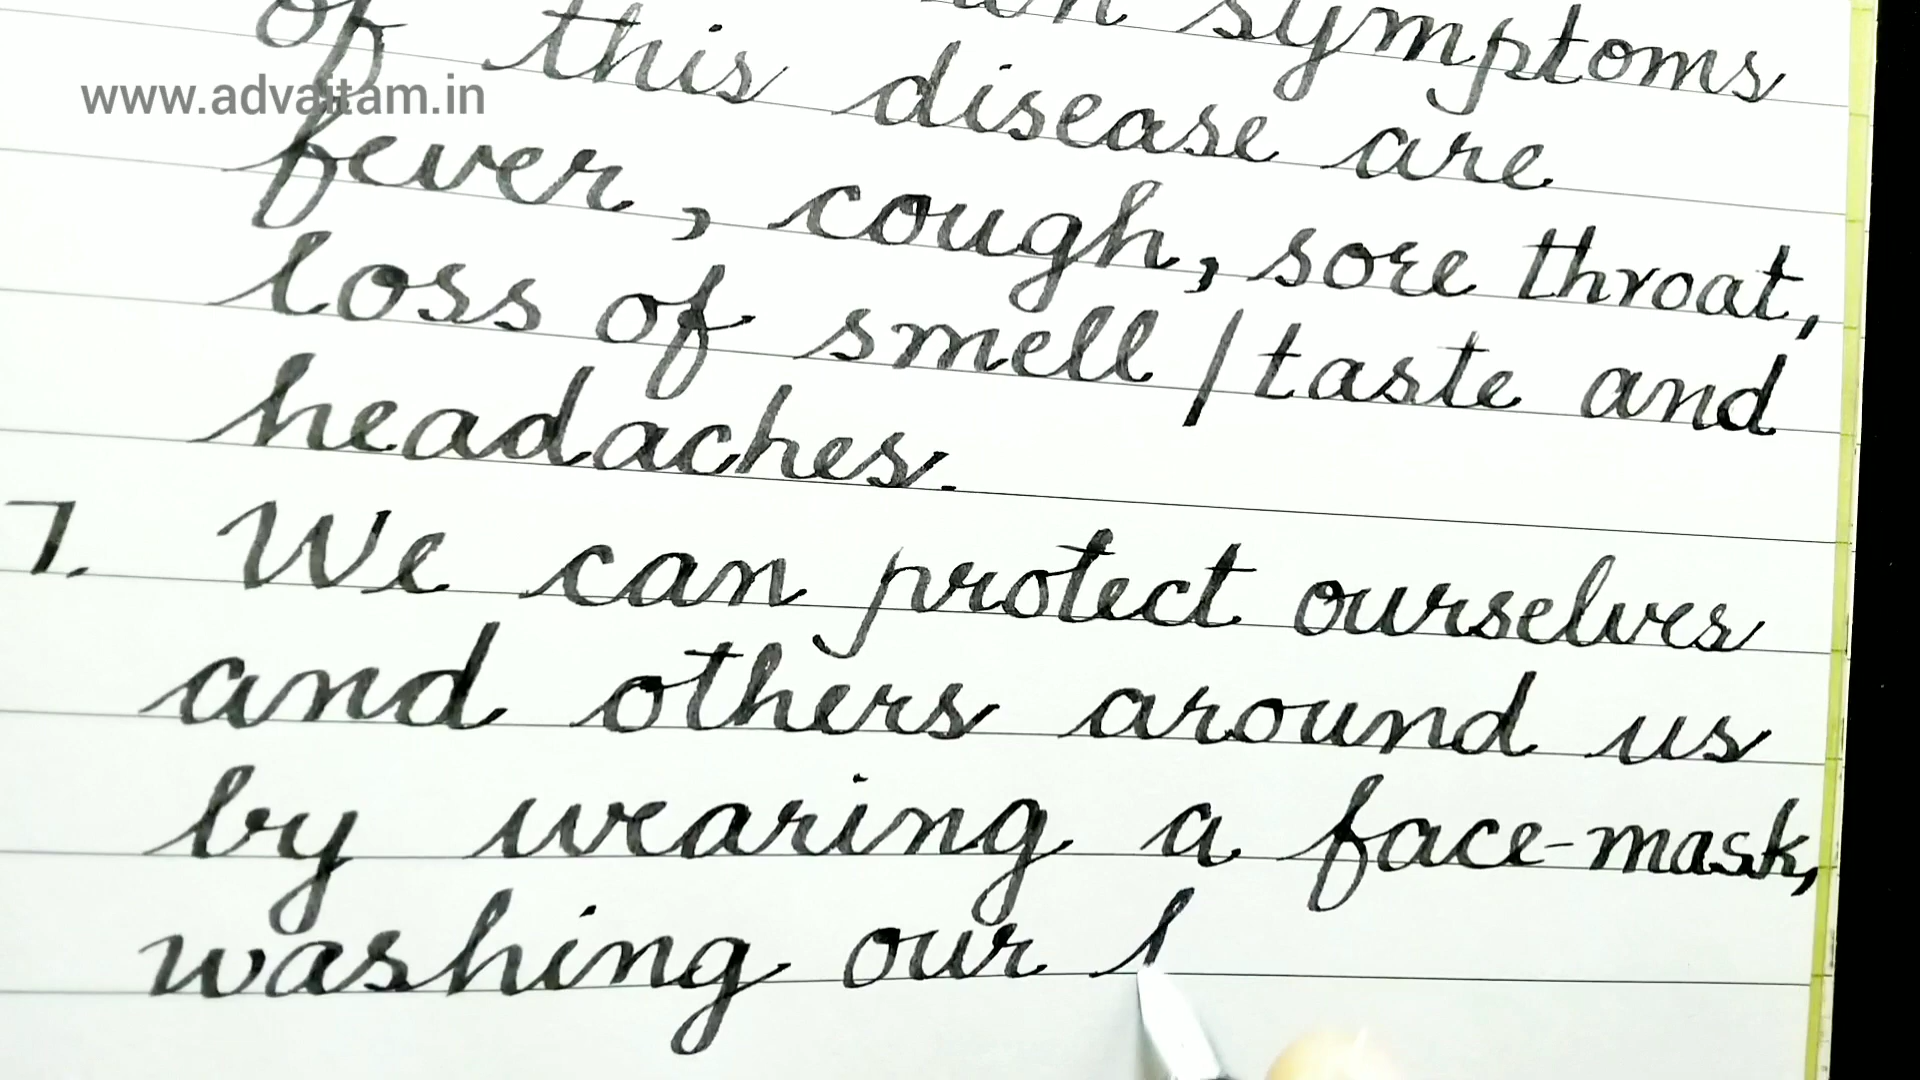 symptoms
of this disease are
www.advaitam.in
fever, cough, sore throat,
loss of smell / taste and
headaches.
7. We can protect ourselves
and others around us
by wearing a face-mask,
washing our